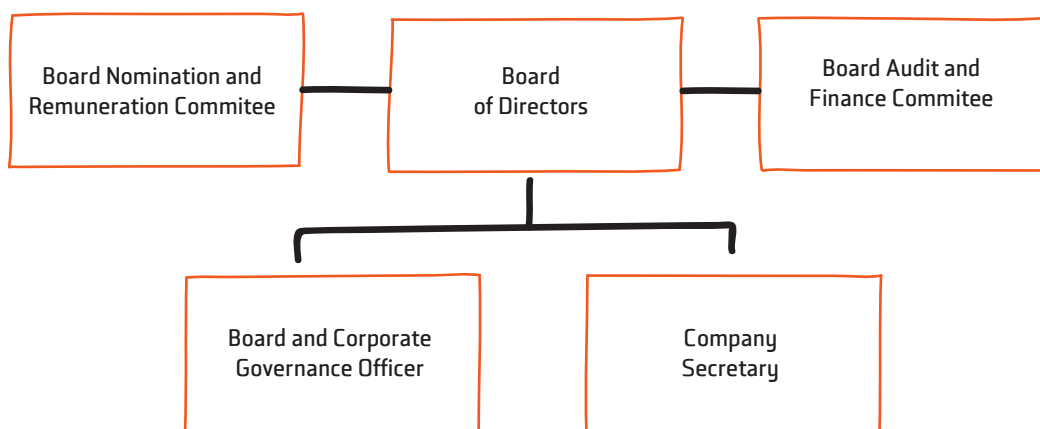 Board Nomination and
Remuneration Commitee
Board
of Directors
Board Audit and
Finance Commitee
Board and Corporate
Governance Officer
Company
Secretary